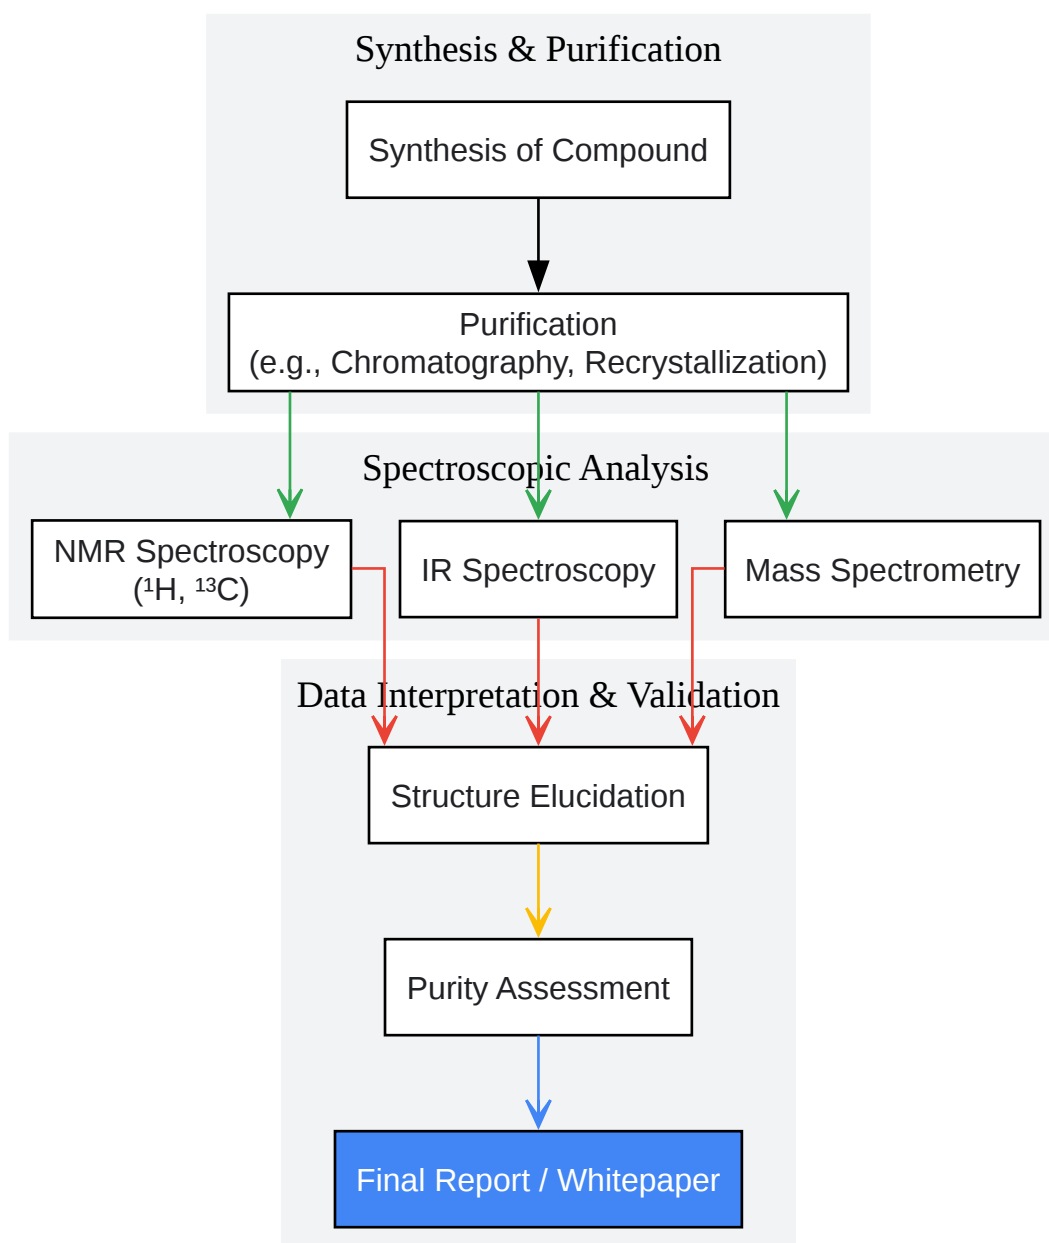 Synthesis & Purification
Synthesis of Compound
Purification
(e.g., Chromatography, Recrystallization)
Spectroscopic Analysis
NMR Spectroscopy
(¹H, ¹³C)
IR Spectroscopy
Mass Spectrometry
Data Interpretation & Validation
Structure Elucidation
Purity Assessment
Final Report / Whitepaper